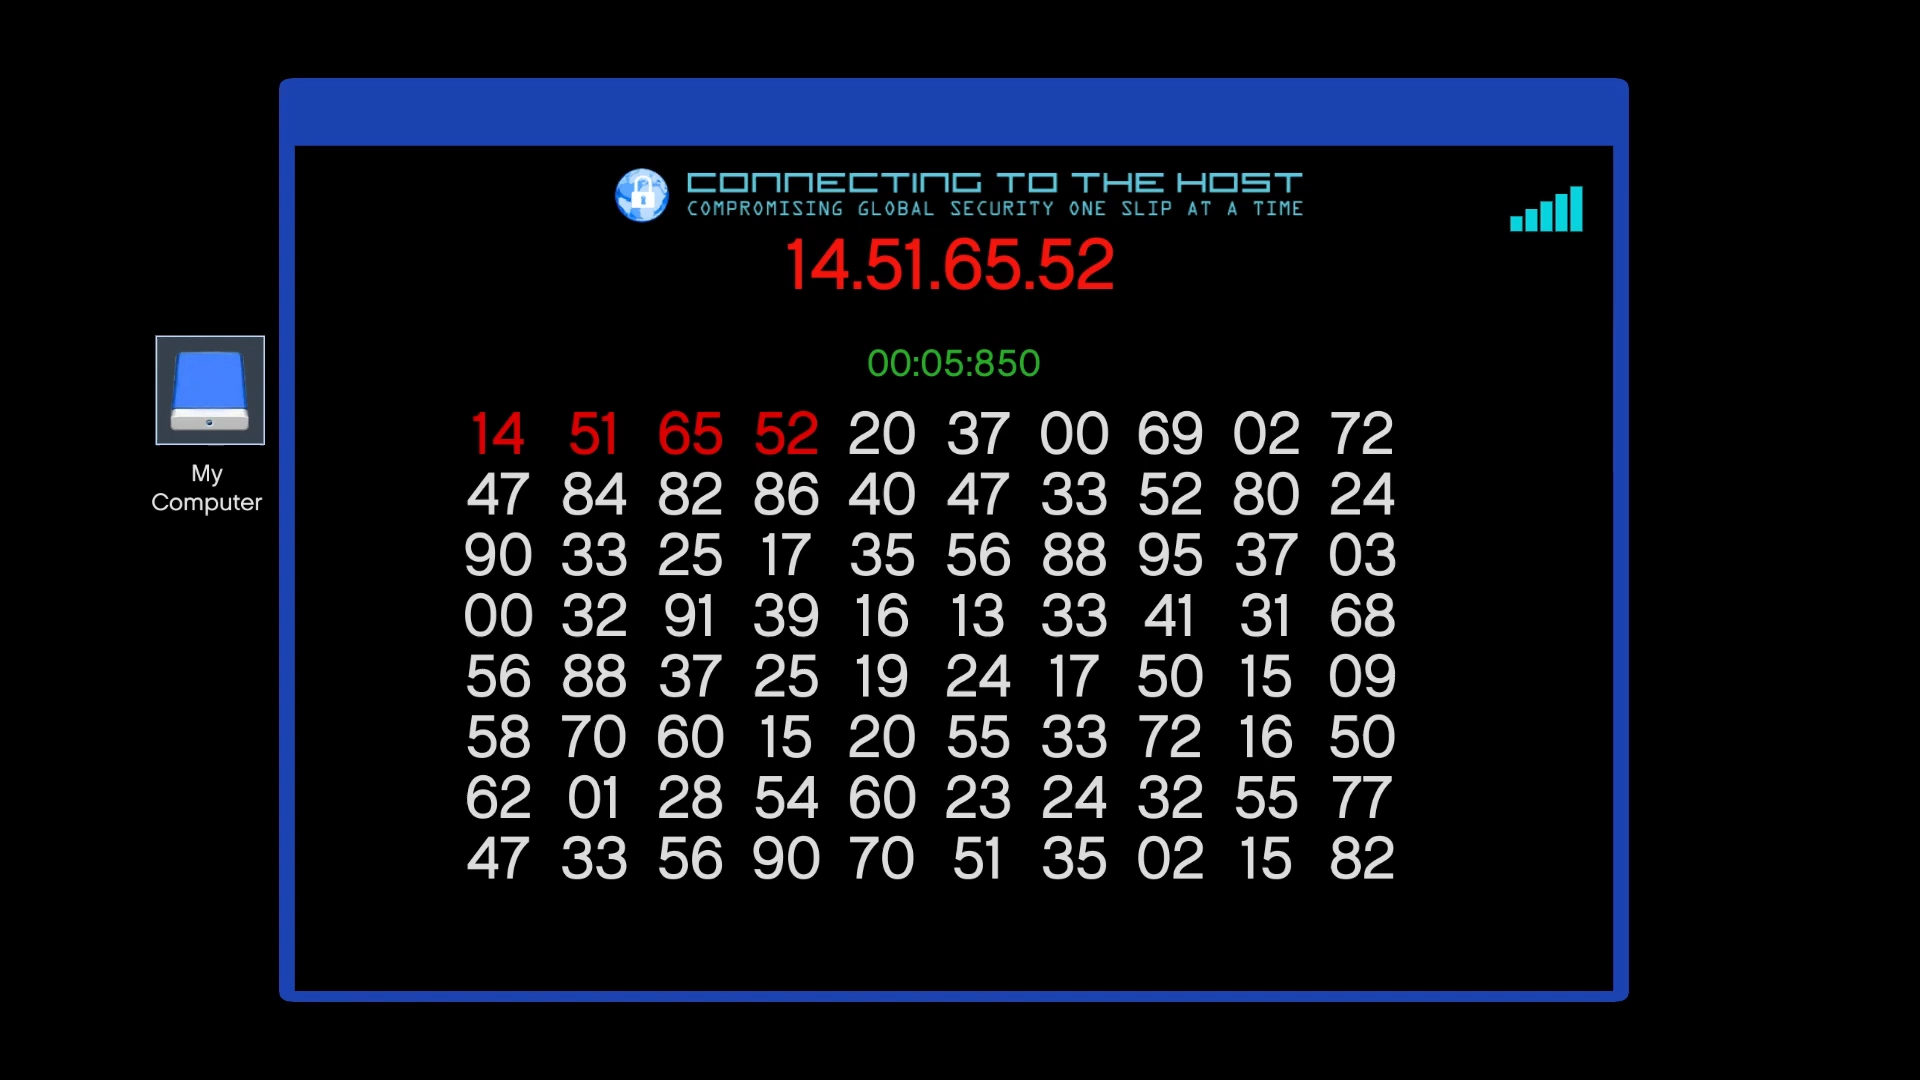 CONNECTING TO THE HOST
COMPROMISING GLOBAL SECURITY ONE SLIP AT A TIME
14.51.65.52
00:05:850
14 51 65 52 20 37 00 69 02 72
47 84 82 86 40 47 33 52 80 24
90 33 25 17 35 56 88 95 37 03
00 32 91 39 16 13 33 41 31 68
56 88 37 25 19 24 17 50 15 09
58 70 60 15 20 55 33 72 16 50
62 01 28 54 60 23 24 32 55 77
47 33 56 90 70 51 35 02 15 82
My
Computer